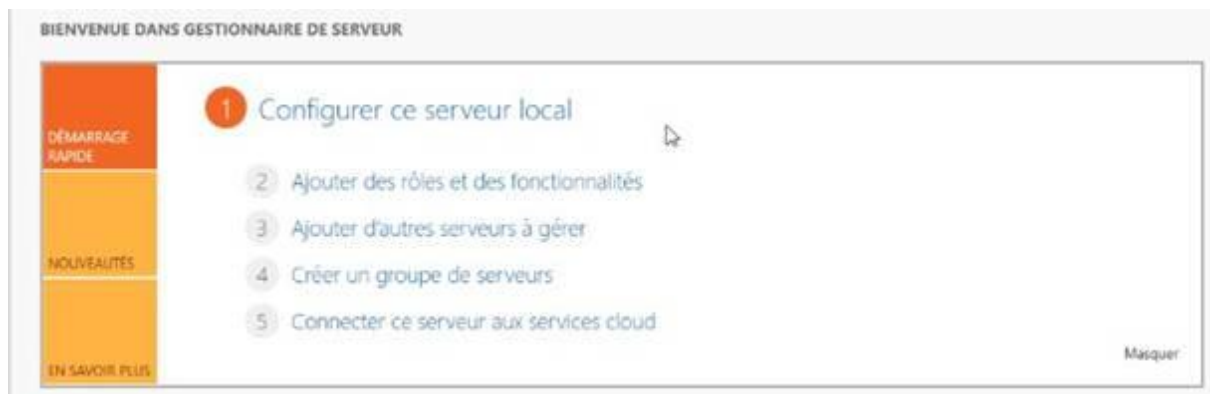 BIENVENUE DANS GESTIONNAIRE DE SERVEUR
DÉMARRAGE
RAPIDE
NOUVEAUTÉS
EN SAVOIR PLUS
1 Configurer ce serveur local
2 Ajouter des rôles et des fonctionnalités
3 Ajouter d'autres serveurs à gérer
4 Créer un groupe de serveurs
5 Connecter ce serveur aux services cloud
Masquer